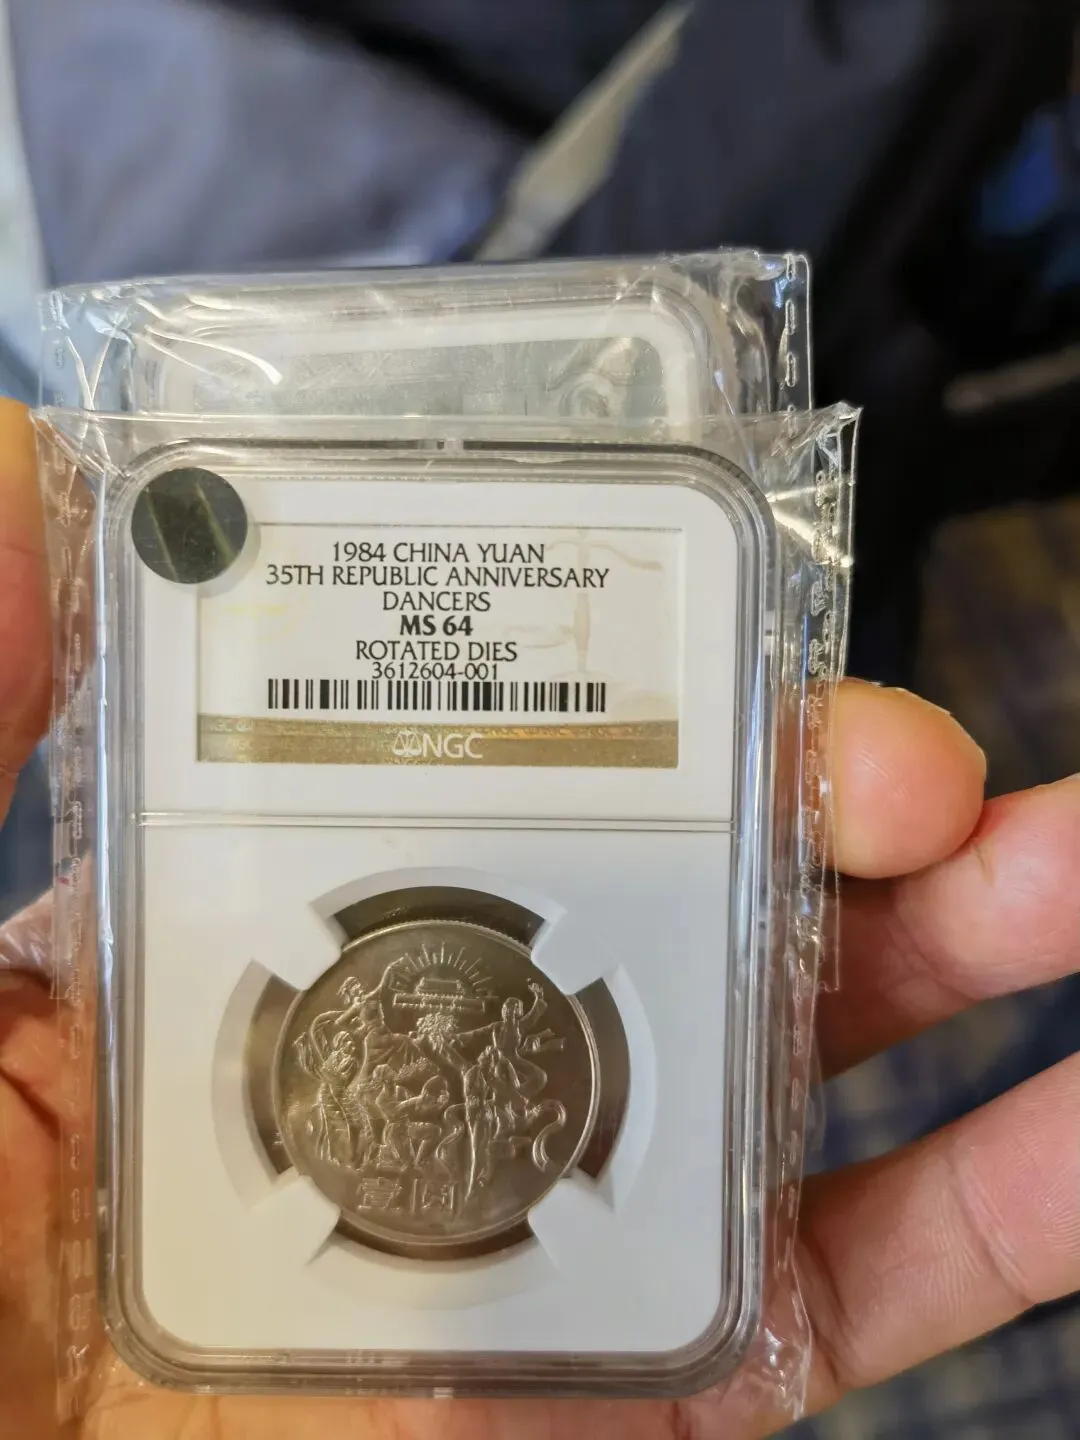 1984 CHINA YUAN
35TH REPUBLIC ANNIVERSARY
DANCERS
MS 64
ROTATED DIES
3612604-001
NGC
壹圆